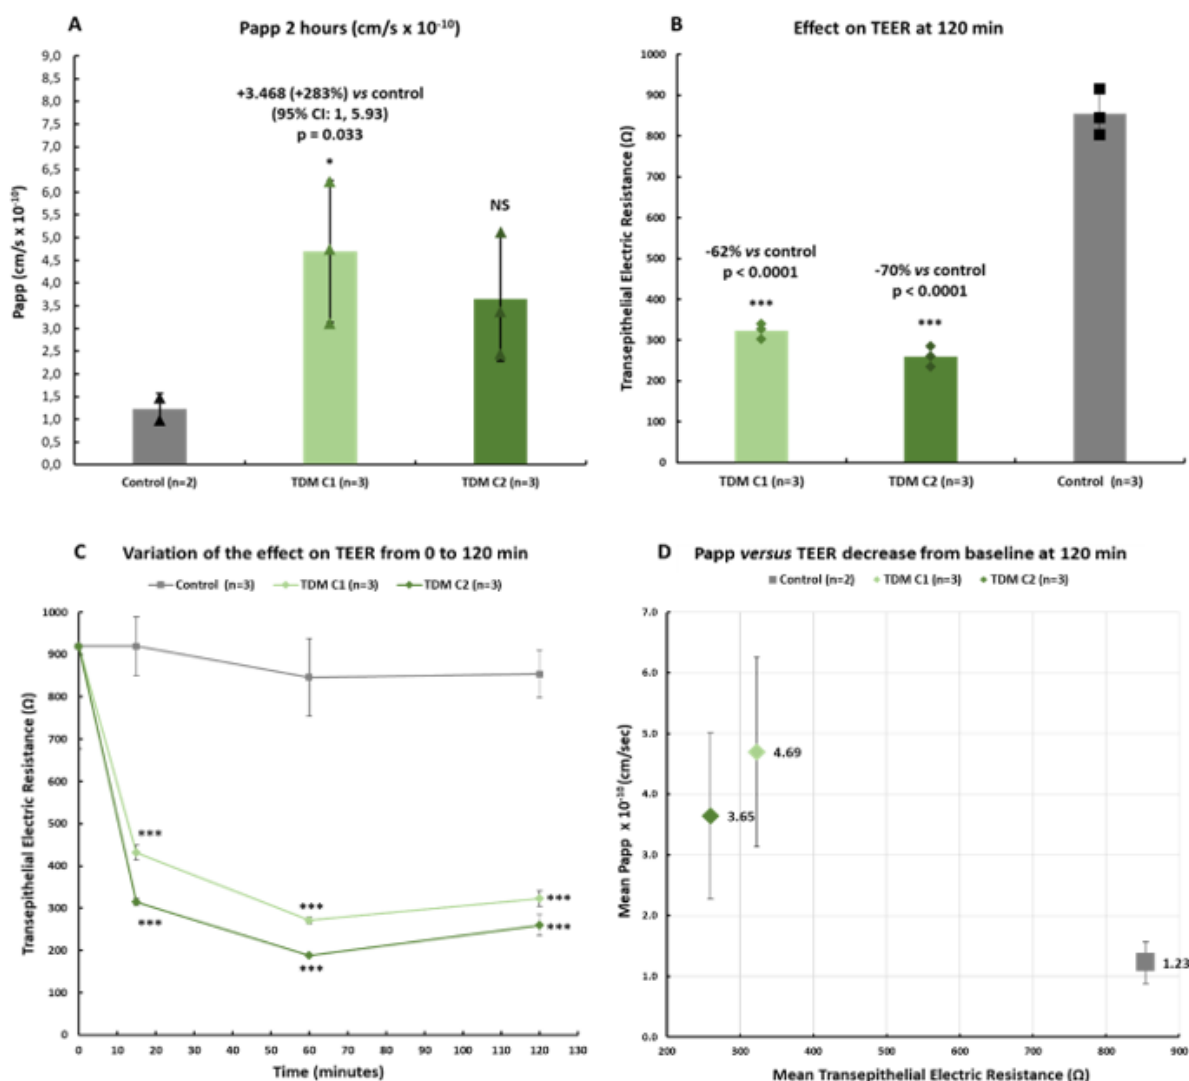 A
Papp 2 hours (cm/s x 10⁻¹⁰)
Papp (cm/s x 10⁻¹⁰)
9,0
8,5
8,0
7,5
7,0
6,5
6,0
5,5
5,0
4,5
4,0
3,5
3,0
2,5
2,0
1,5
1,0
0,5
0,0
+3.468 (+283%) vs control
(95% CI: 1, 5.93)
p = 0.033
*
NS
Control (n=2)
TDM C1 (n=3)
TDM C2 (n=3)
B
Effect on TEER at 120 min
Transepithelial Electric Resistance (Ω)
1000
900
800
700
600
500
400
300
200
100
0
-62% vs control
p < 0.0001
***
-70% vs control
p < 0.0001
***
TDM C1 (n=3)
TDM C2 (n=3)
Control (n=3)
C
Variation of the effect on TEER from 0 to 120 min
Control (n=3)
TDM C1 (n=3)
TDM C2 (n=3)
Transepithelial Electric Resistance (Ω)
1000
900
800
700
600
500
400
300
200
100
0
***
***
***
***
***
***
0 10 20 30 40 50 60 70 80 90 100 110 120 130
Time (minutes)
D
Papp versus TEER decrease from baseline at 120 min
Control (n=2)
TDM C1 (n=3)
TDM C2 (n=3)
Mean Papp x 10⁻¹⁰ (cm/sec)
7.0
6.0
5.0
4.0
3.0
2.0
1.0
0.0
4.69
3.65
1.23
200 300 400 500 600 700 800 900
Mean Transepithelial Electric Resistance (Ω)